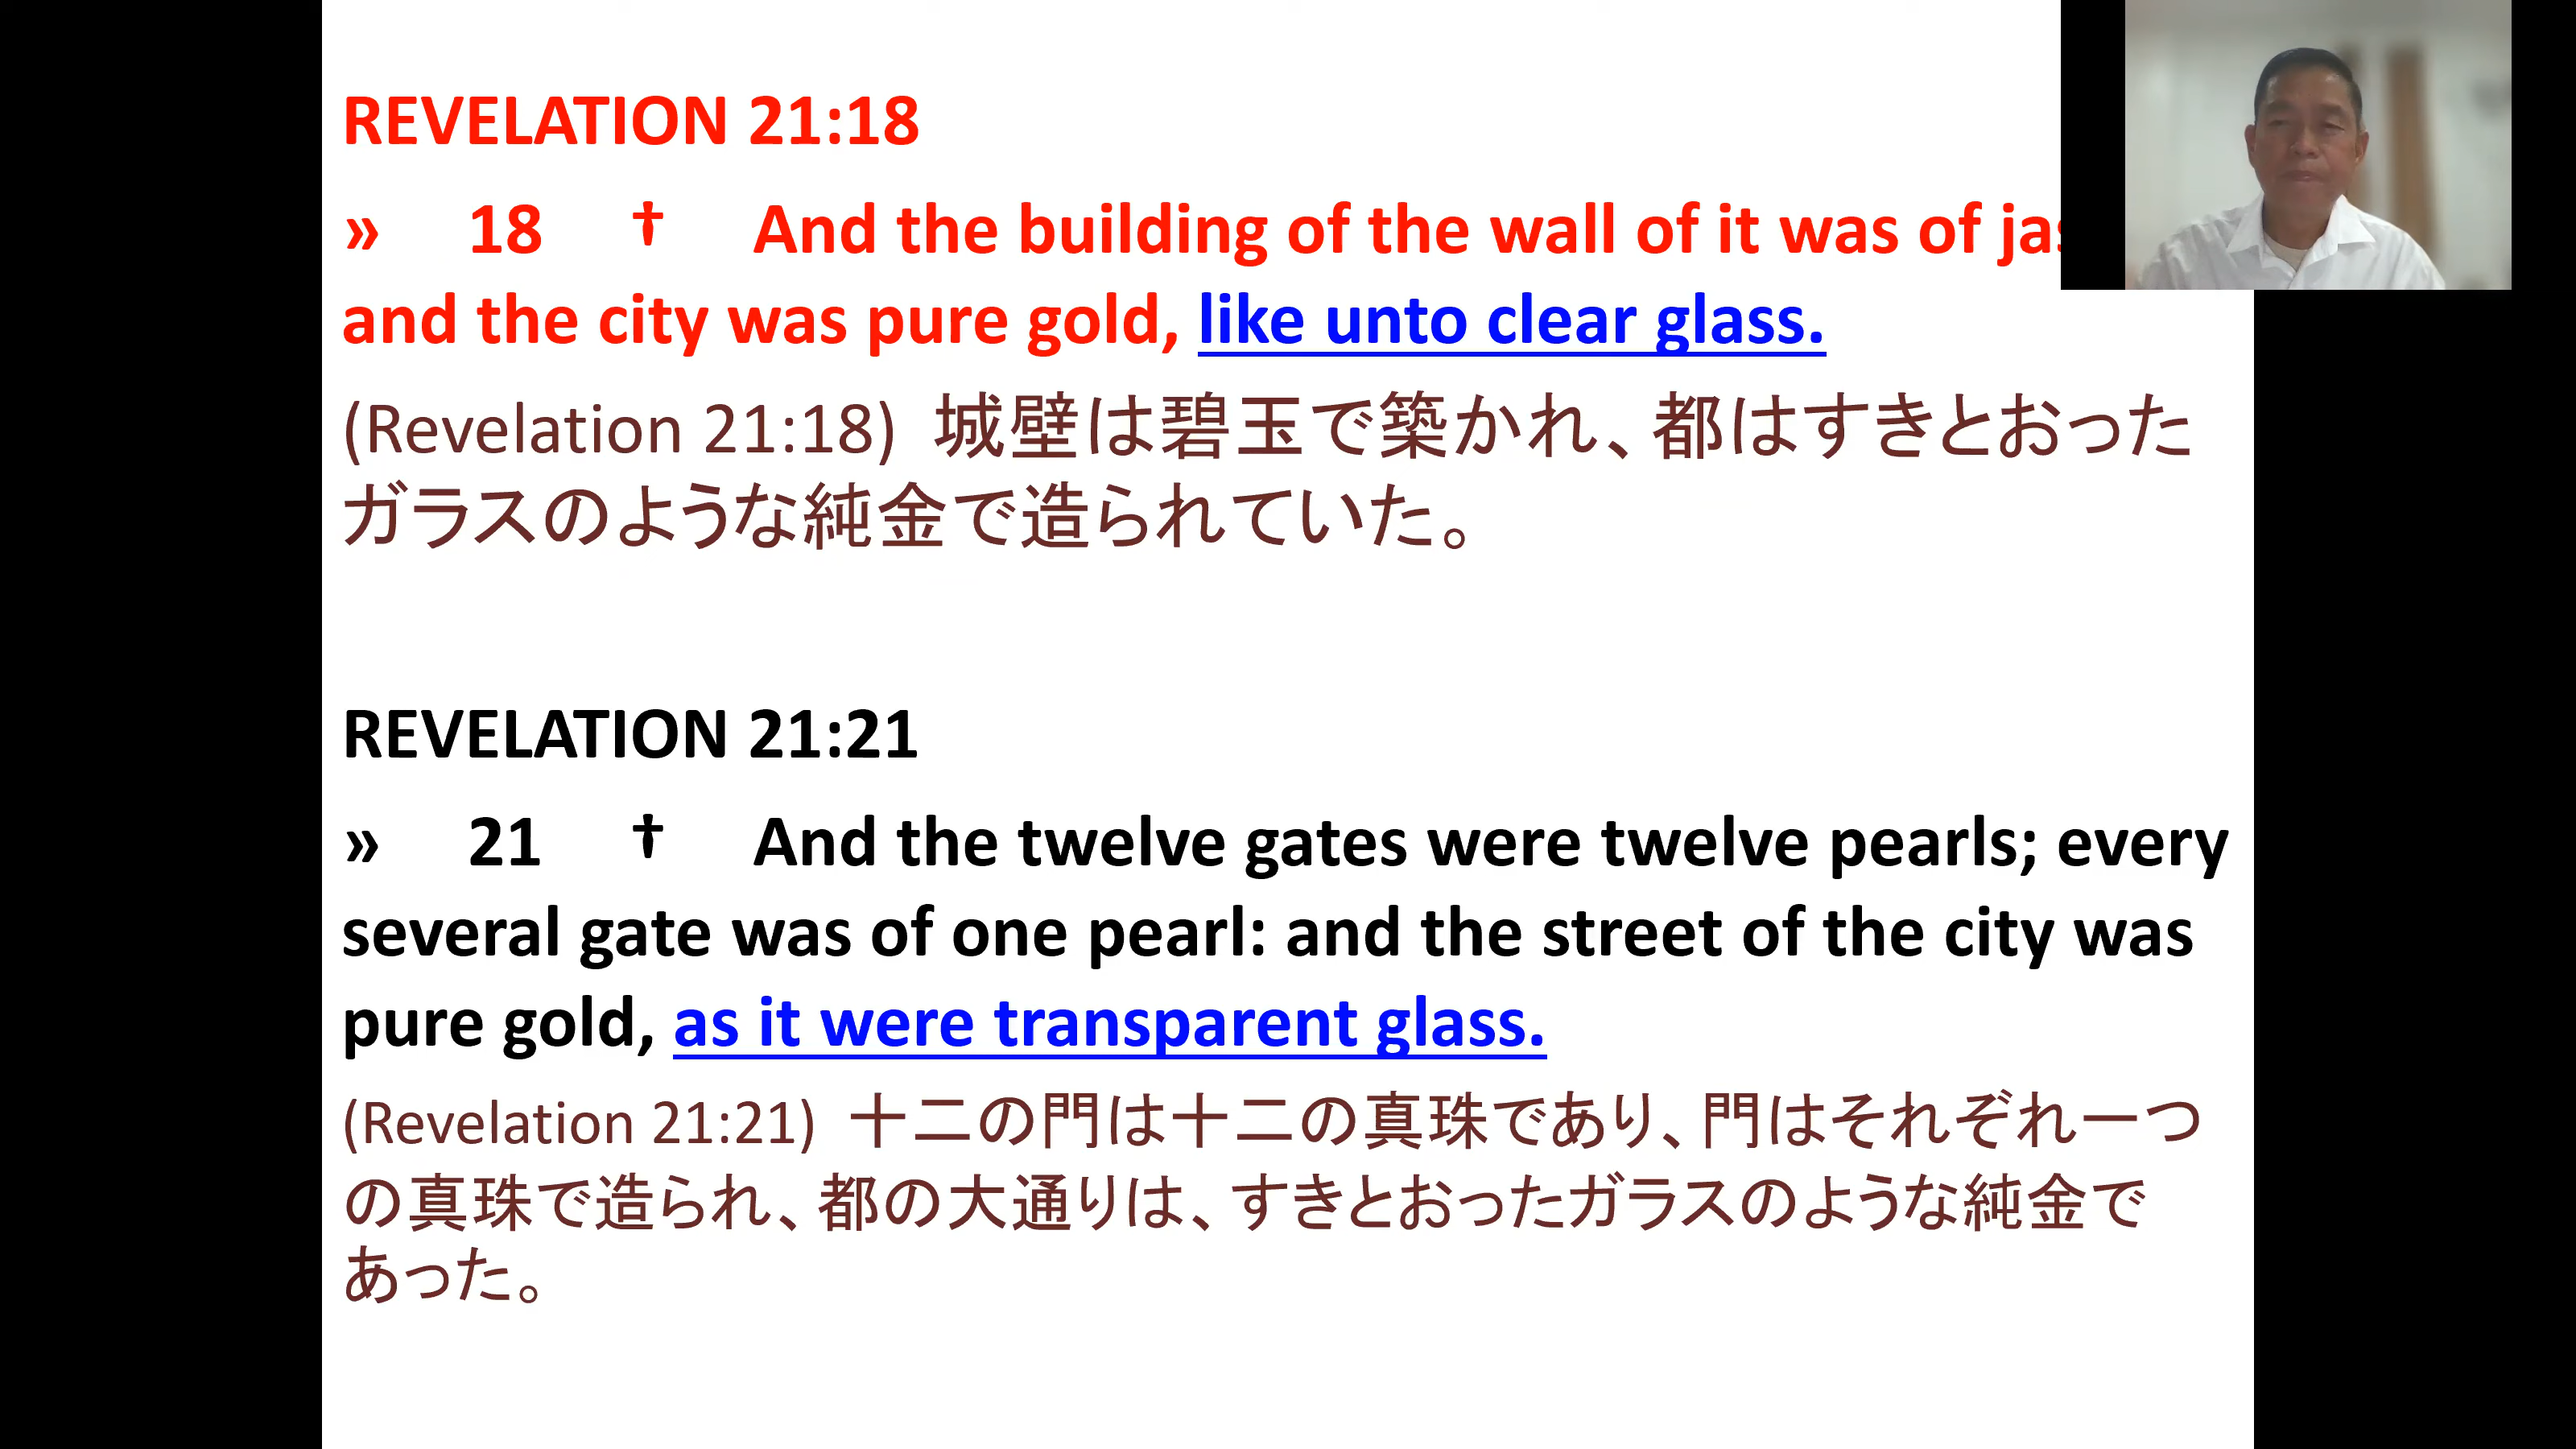 REVELATION 21:18
» 18 † And the building of the wall of it was of
and the city was pure gold, like unto clear glass.
(Revelation 21:18) 城壁は碧玉で築かれ、都はすきとおった
ガラスのような純金で造られていた。
REVELATION 21:21
» 21 † And the twelve gates were twelve pearls; every
several gate was of one pearl: and the street of the city was
pure gold, as it were transparent glass.
(Revelation 21:21) 十二の門は十二の真珠であり、門はそれぞれ一つ
の真珠で造られ、都の大通りは、すきとおったガラスのような純金で
あった。